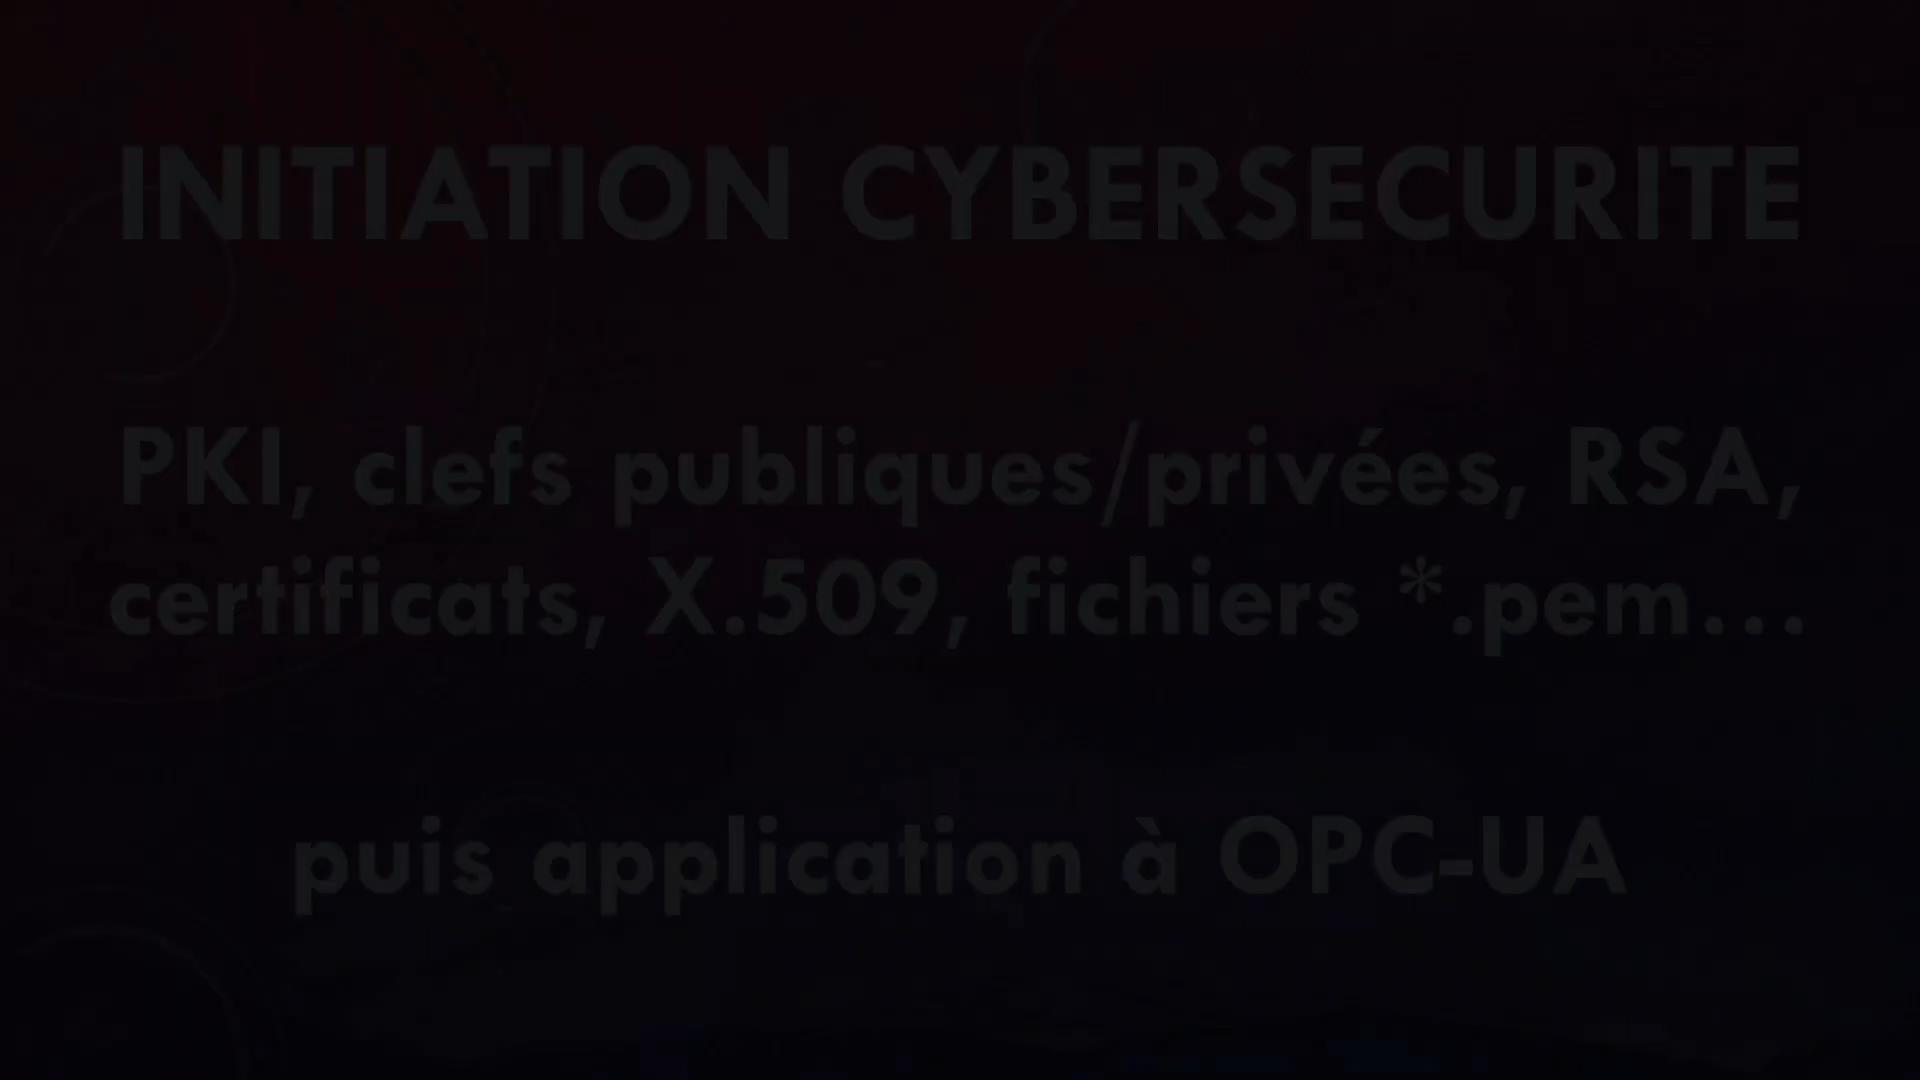 INITIATION CYBERSECURITE
PKI, clefs publiques/privées, RSA,
certificats, X.509, fichiers *.pem...
puis application à OPC-UA